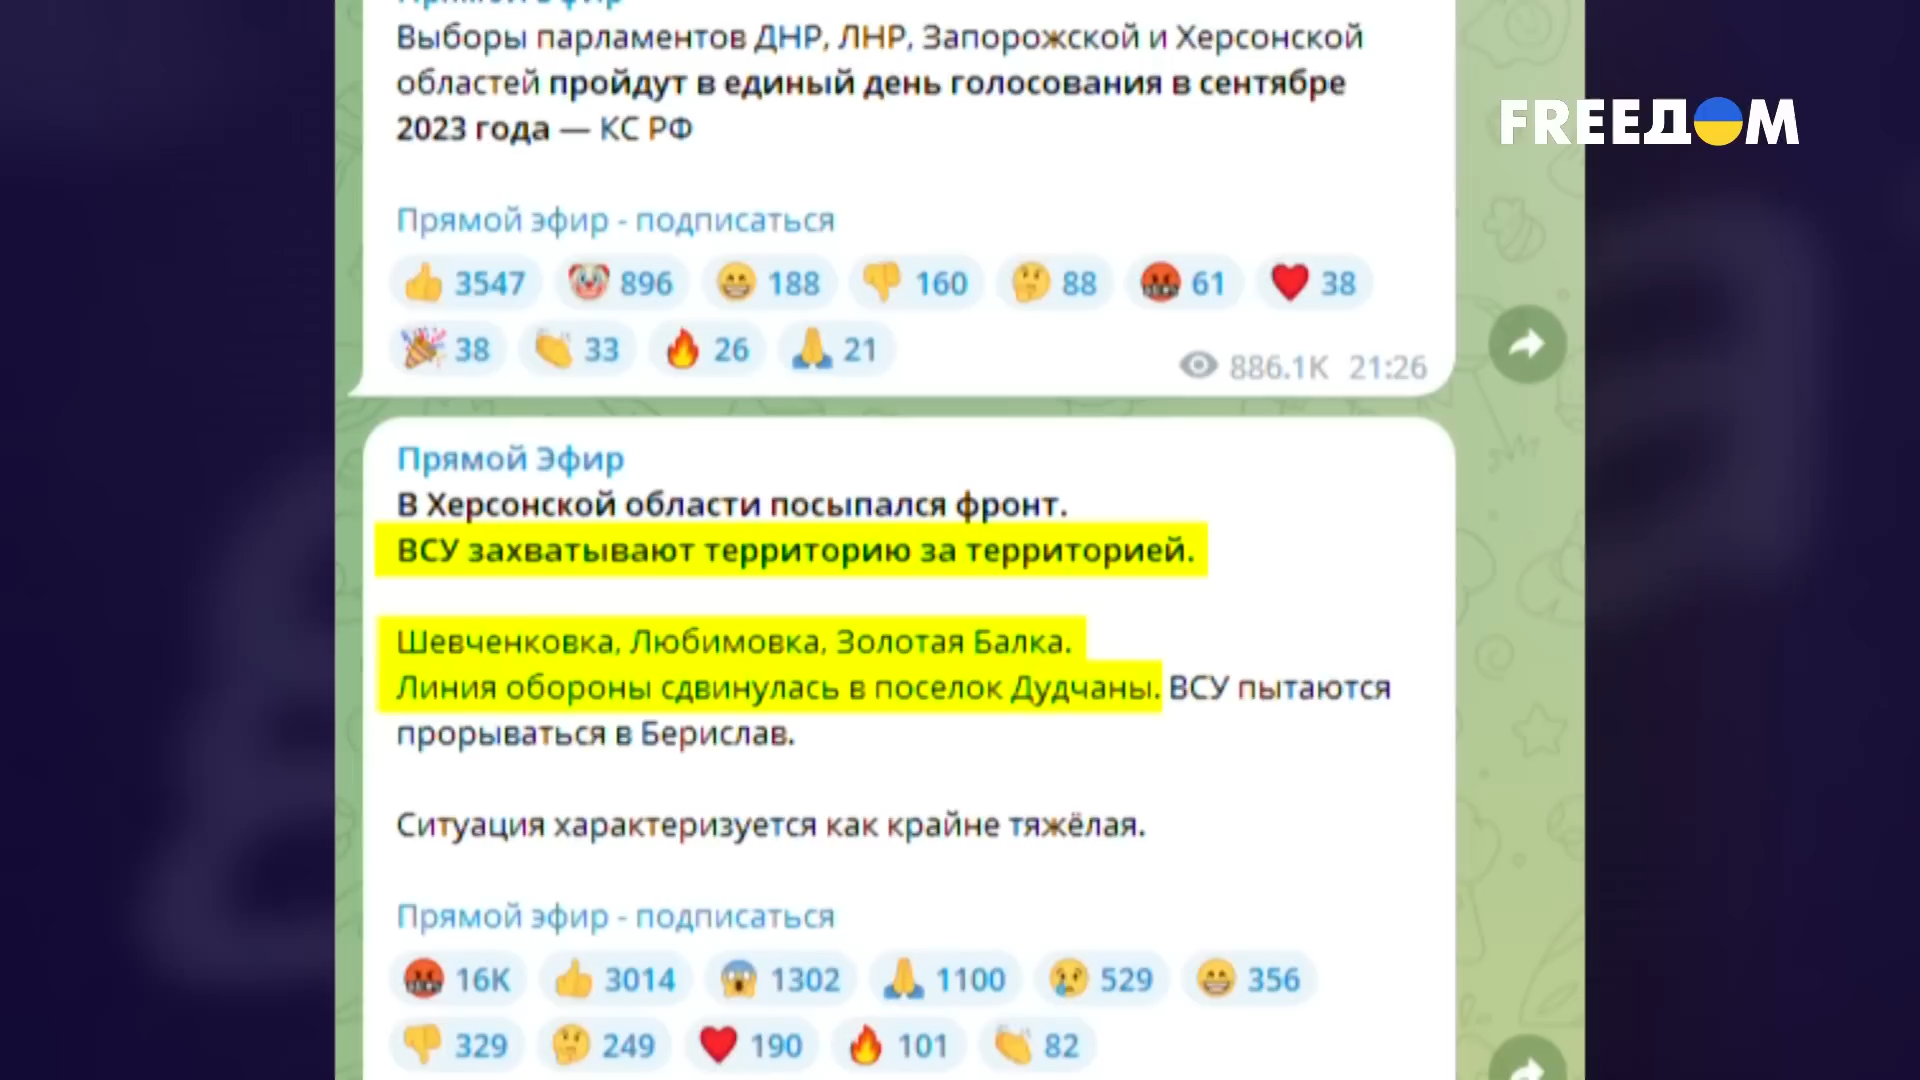 Прямой Эфир
Выборы парламентов ДНР, ЛНР, Запорожской и Херсонской
областей пройдут в единый день голосования в сентябре
2023 года — КС РФ
FREEДОМ
Прямой эфир - подписаться
3547 896 188 160 88 61 38
38 33 26 21
886.1K 21:26
Прямой Эфир
В Херсонской области посыпался фронт.
ВСУ захватывают территорию за территорией.
Шевченковка, Любимовка, Золотая Балка.
Линия обороны сдвинулась в поселок Дудчаны. ВСУ пытаются
прорываться в Берислав.
Ситуация характеризуется как крайне тяжёлая.
Прямой эфир - подписаться
16K 3014 1302 1100 529 356
329 249 190 101 82